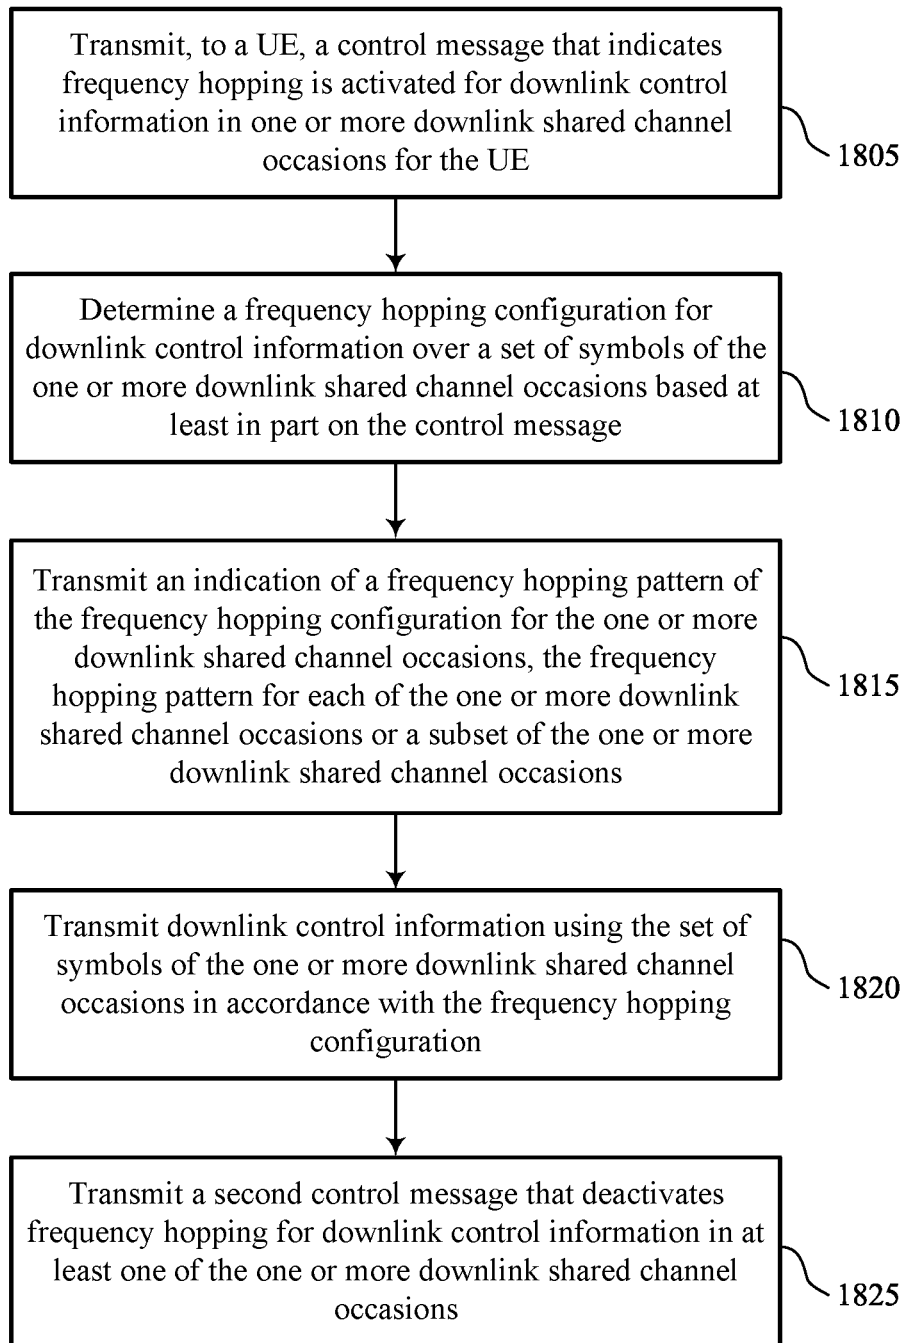 Transmit, to a UE, a control message that indicates
frequency hopping is activated for downlink control
information in one or more downlink shared channel
occasions for the UE
1805
Determine a frequency hopping configuration for
downlink control information over a set of symbols of the
one or more downlink shared channel occasions based at
least in part on the control message
1810
Transmit an indication of a frequency hopping pattern of
the frequency hopping configuration for the one or more
downlink shared channel occasions, the frequency
hopping pattern for each of the one or more downlink
shared channel occasions or a subset of the one or more
downlink shared channel occasions
1815
Transmit downlink control information using the set of
symbols of the one or more downlink shared channel
occasions in accordance with the frequency hopping
configuration
1820
Transmit a second control message that deactivates
frequency hopping for downlink control information in at
least one of the one or more downlink shared channel
occasions
1825